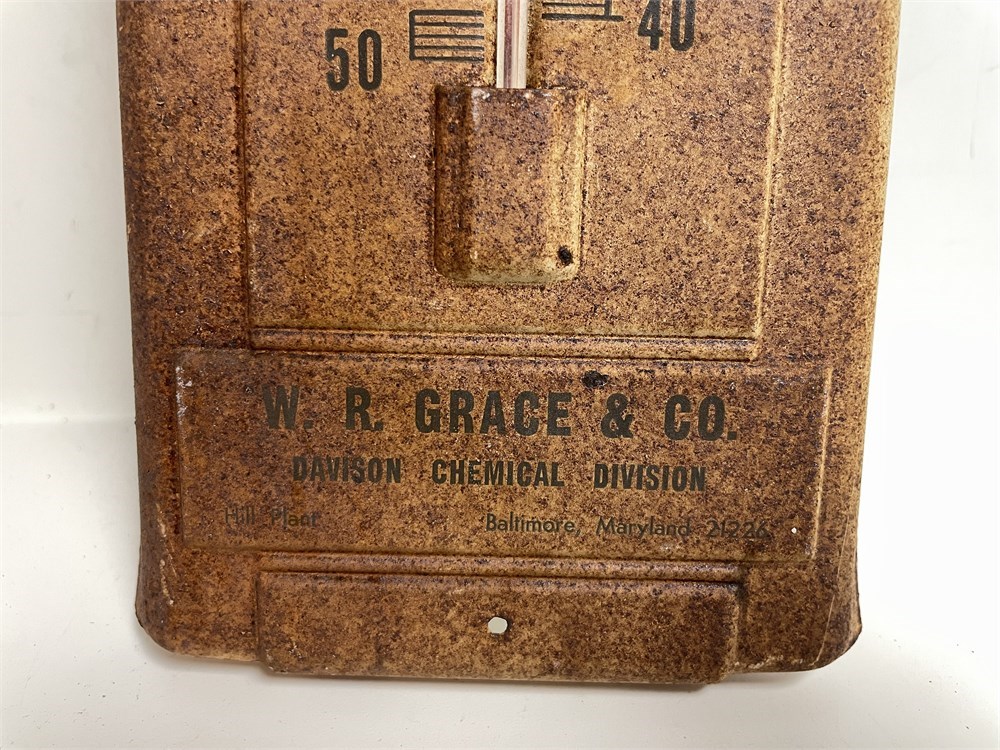 50 40
W. R. GRACE & CO.
DAVISON CHEMICAL DIVISION
Hill Plant Baltimore, Maryland 21226